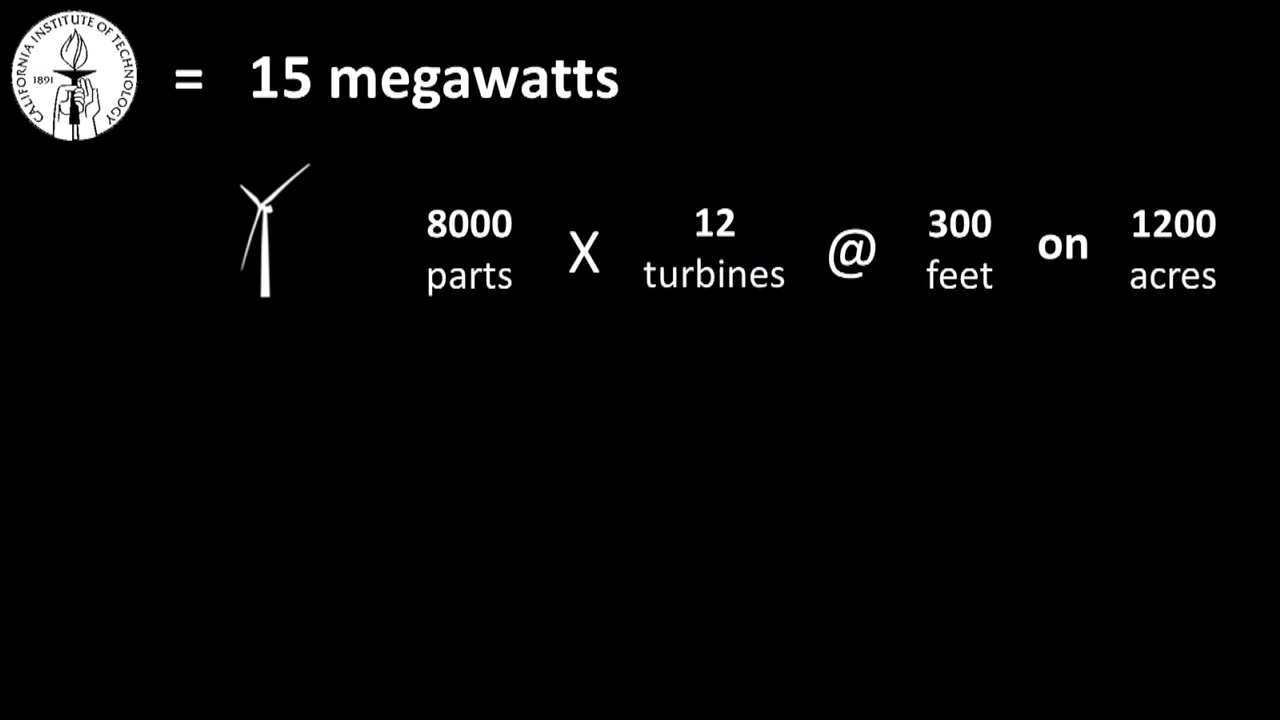 CALIFORNIA INSTITUTE OF TECHNOLOGY
1891
= 15 megawatts
8000 parts X 12 turbines @ 300 feet on 1200 acres